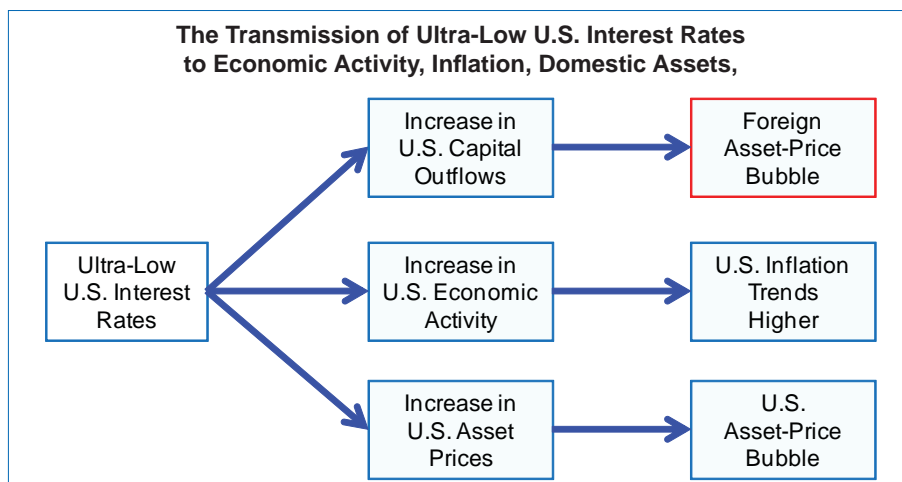 The Transmission of Ultra-Low U.S. Interest Rates
to Economic Activity, Inflation, Domestic Assets,
Increase in
U.S. Capital
Outflows
Foreign
Asset-Price
Bubble
Ultra-Low
U.S. Interest
Rates
Increase in
U.S. Economic
Activity
U.S. Inflation
Trends
Higher
Increase in
U.S. Asset
Prices
U.S.
Asset-Price
Bubble